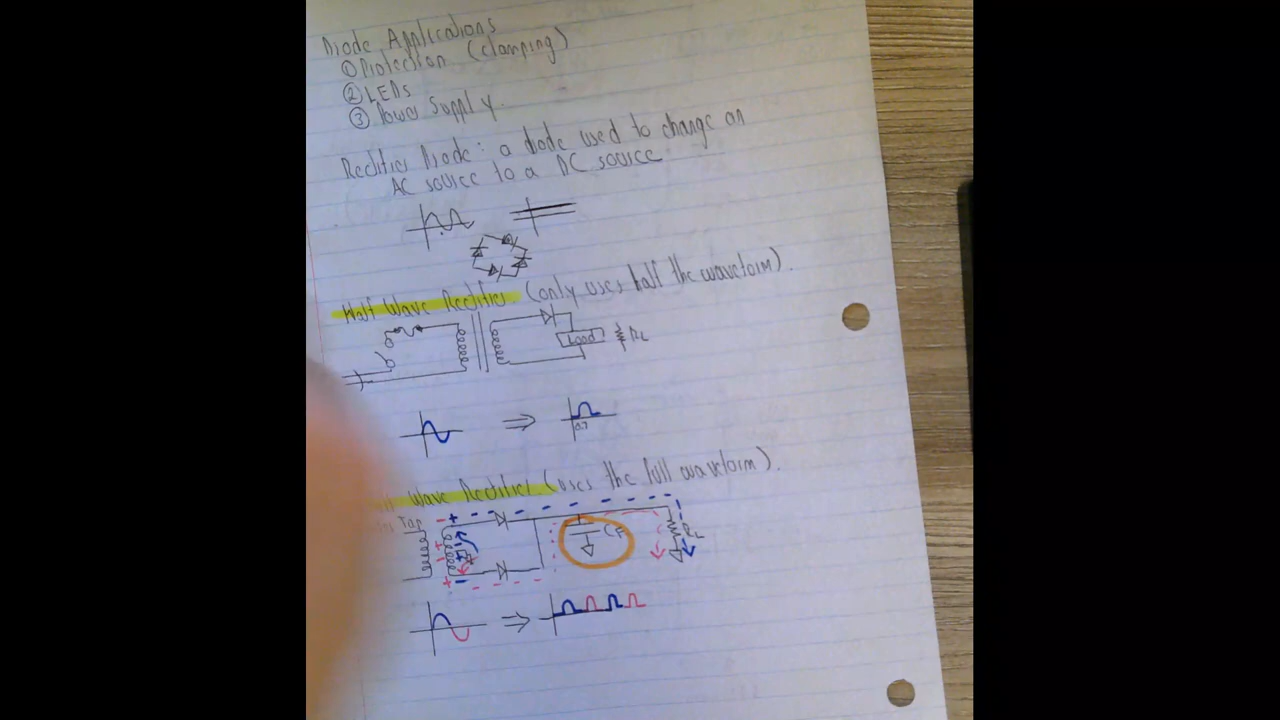 Diode Applications
① Protection (clamping)
② LEDs
③ Power Supply.
Rectifier Diode: a diode used to change an
AC source to a DC source
Half Wave Rectifier (only uses half the waveform).
Load RL
0.7
Wave Rectifier (uses the full waveform).
Tap
- + CF
+ -